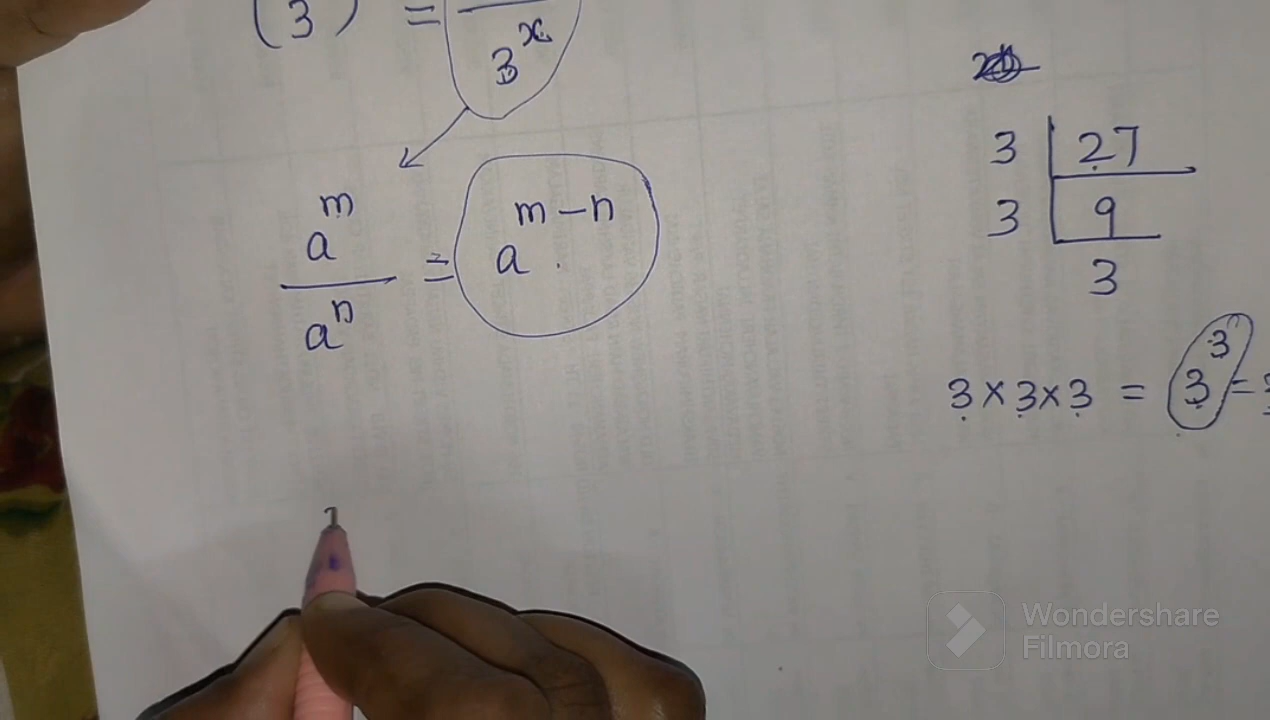 (3) =
3^x
a^m / a^n = a^(m-n)
3 | 27
3 | 9
3
3 × 3 × 3 = 3^3 =
Wondershare
Filmora